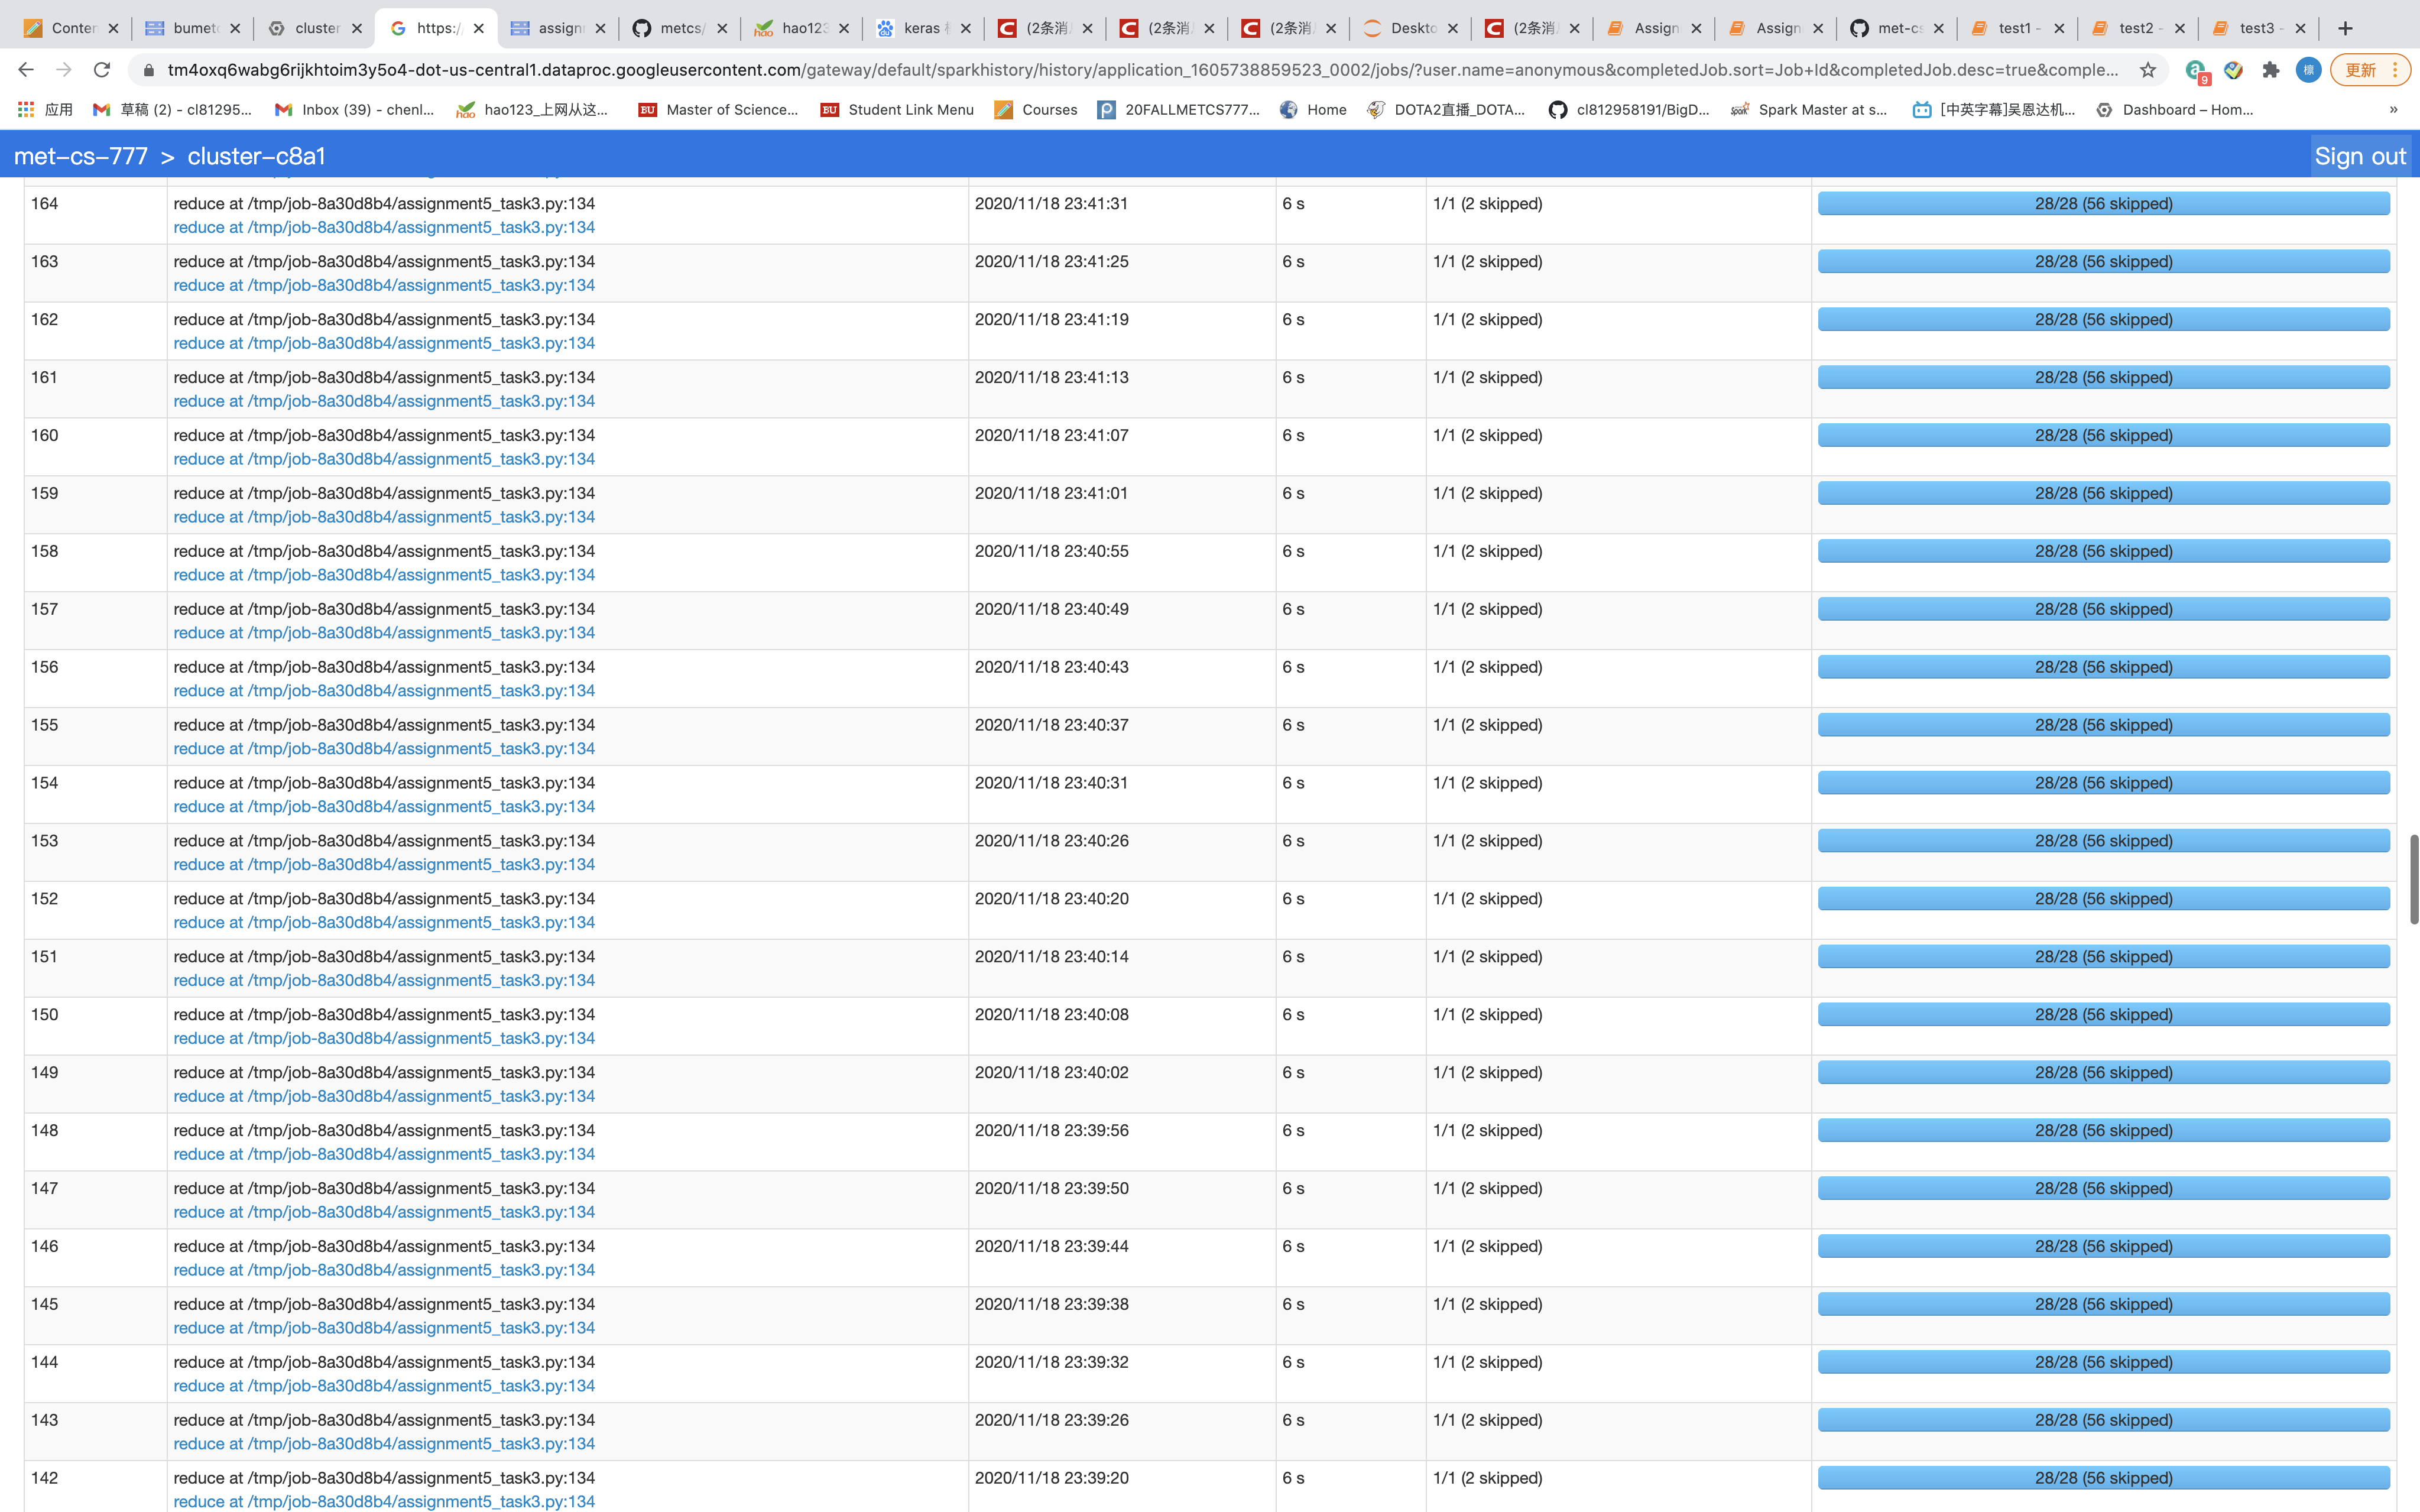 Conten
bumetc
cluster
https:/
assignn
metcs/
hao123
keras
(2条消
(2条消
(2条消
Deskto
(2条消
Assign
Assign
met-cs
test1 -
test2 -
test3 -
tm4oxq6wabg6rijkhtoim3y5o4-dot-us-central1.dataproc.googleusercontent.com/gateway/default/sparkhistory/history/application_1605738859523_0002/jobs/?user.name=anonymous&completedJob.sort=Job+Id&completedJob.desc=true&comple...
9
標
更新
应用
草稿 (2) - cl81295...
Inbox (39) - chenl...
hao123_上网从这...
BU Master of Science...
BU Student Link Menu
Courses
20FALLMETCS777...
Home
DOTA2直播_DOTA...
cl812958191/BigD...
Spark Master at s...
[中英字幕]吴恩达机...
Dashboard – Hom...
»
met-cs-777 > cluster-c8a1
Sign out
164 reduce at /tmp/job-8a30d8b4/assignment5_task3.py:134 2020/11/18 23:41:31 6 s 1/1 (2 skipped) 28/28 (56 skipped)
reduce at /tmp/job-8a30d8b4/assignment5_task3.py:134
163 reduce at /tmp/job-8a30d8b4/assignment5_task3.py:134 2020/11/18 23:41:25 6 s 1/1 (2 skipped) 28/28 (56 skipped)
reduce at /tmp/job-8a30d8b4/assignment5_task3.py:134
162 reduce at /tmp/job-8a30d8b4/assignment5_task3.py:134 2020/11/18 23:41:19 6 s 1/1 (2 skipped) 28/28 (56 skipped)
reduce at /tmp/job-8a30d8b4/assignment5_task3.py:134
161 reduce at /tmp/job-8a30d8b4/assignment5_task3.py:134 2020/11/18 23:41:13 6 s 1/1 (2 skipped) 28/28 (56 skipped)
reduce at /tmp/job-8a30d8b4/assignment5_task3.py:134
160 reduce at /tmp/job-8a30d8b4/assignment5_task3.py:134 2020/11/18 23:41:07 6 s 1/1 (2 skipped) 28/28 (56 skipped)
reduce at /tmp/job-8a30d8b4/assignment5_task3.py:134
159 reduce at /tmp/job-8a30d8b4/assignment5_task3.py:134 2020/11/18 23:41:01 6 s 1/1 (2 skipped) 28/28 (56 skipped)
reduce at /tmp/job-8a30d8b4/assignment5_task3.py:134
158 reduce at /tmp/job-8a30d8b4/assignment5_task3.py:134 2020/11/18 23:40:55 6 s 1/1 (2 skipped) 28/28 (56 skipped)
reduce at /tmp/job-8a30d8b4/assignment5_task3.py:134
157 reduce at /tmp/job-8a30d8b4/assignment5_task3.py:134 2020/11/18 23:40:49 6 s 1/1 (2 skipped) 28/28 (56 skipped)
reduce at /tmp/job-8a30d8b4/assignment5_task3.py:134
156 reduce at /tmp/job-8a30d8b4/assignment5_task3.py:134 2020/11/18 23:40:43 6 s 1/1 (2 skipped) 28/28 (56 skipped)
reduce at /tmp/job-8a30d8b4/assignment5_task3.py:134
155 reduce at /tmp/job-8a30d8b4/assignment5_task3.py:134 2020/11/18 23:40:37 6 s 1/1 (2 skipped) 28/28 (56 skipped)
reduce at /tmp/job-8a30d8b4/assignment5_task3.py:134
154 reduce at /tmp/job-8a30d8b4/assignment5_task3.py:134 2020/11/18 23:40:31 6 s 1/1 (2 skipped) 28/28 (56 skipped)
reduce at /tmp/job-8a30d8b4/assignment5_task3.py:134
153 reduce at /tmp/job-8a30d8b4/assignment5_task3.py:134 2020/11/18 23:40:26 6 s 1/1 (2 skipped) 28/28 (56 skipped)
reduce at /tmp/job-8a30d8b4/assignment5_task3.py:134
152 reduce at /tmp/job-8a30d8b4/assignment5_task3.py:134 2020/11/18 23:40:20 6 s 1/1 (2 skipped) 28/28 (56 skipped)
reduce at /tmp/job-8a30d8b4/assignment5_task3.py:134
151 reduce at /tmp/job-8a30d8b4/assignment5_task3.py:134 2020/11/18 23:40:14 6 s 1/1 (2 skipped) 28/28 (56 skipped)
reduce at /tmp/job-8a30d8b4/assignment5_task3.py:134
150 reduce at /tmp/job-8a30d8b4/assignment5_task3.py:134 2020/11/18 23:40:08 6 s 1/1 (2 skipped) 28/28 (56 skipped)
reduce at /tmp/job-8a30d8b4/assignment5_task3.py:134
149 reduce at /tmp/job-8a30d8b4/assignment5_task3.py:134 2020/11/18 23:40:02 6 s 1/1 (2 skipped) 28/28 (56 skipped)
reduce at /tmp/job-8a30d8b4/assignment5_task3.py:134
148 reduce at /tmp/job-8a30d8b4/assignment5_task3.py:134 2020/11/18 23:39:56 6 s 1/1 (2 skipped) 28/28 (56 skipped)
reduce at /tmp/job-8a30d8b4/assignment5_task3.py:134
147 reduce at /tmp/job-8a30d8b4/assignment5_task3.py:134 2020/11/18 23:39:50 6 s 1/1 (2 skipped) 28/28 (56 skipped)
reduce at /tmp/job-8a30d8b4/assignment5_task3.py:134
146 reduce at /tmp/job-8a30d8b4/assignment5_task3.py:134 2020/11/18 23:39:44 6 s 1/1 (2 skipped) 28/28 (56 skipped)
reduce at /tmp/job-8a30d8b4/assignment5_task3.py:134
145 reduce at /tmp/job-8a30d8b4/assignment5_task3.py:134 2020/11/18 23:39:38 6 s 1/1 (2 skipped) 28/28 (56 skipped)
reduce at /tmp/job-8a30d8b4/assignment5_task3.py:134
144 reduce at /tmp/job-8a30d8b4/assignment5_task3.py:134 2020/11/18 23:39:32 6 s 1/1 (2 skipped) 28/28 (56 skipped)
reduce at /tmp/job-8a30d8b4/assignment5_task3.py:134
143 reduce at /tmp/job-8a30d8b4/assignment5_task3.py:134 2020/11/18 23:39:26 6 s 1/1 (2 skipped) 28/28 (56 skipped)
reduce at /tmp/job-8a30d8b4/assignment5_task3.py:134
142 reduce at /tmp/job-8a30d8b4/assignment5_task3.py:134 2020/11/18 23:39:20 6 s 1/1 (2 skipped) 28/28 (56 skipped)
reduce at /tmp/job-8a30d8b4/assignment5_task3.py:134